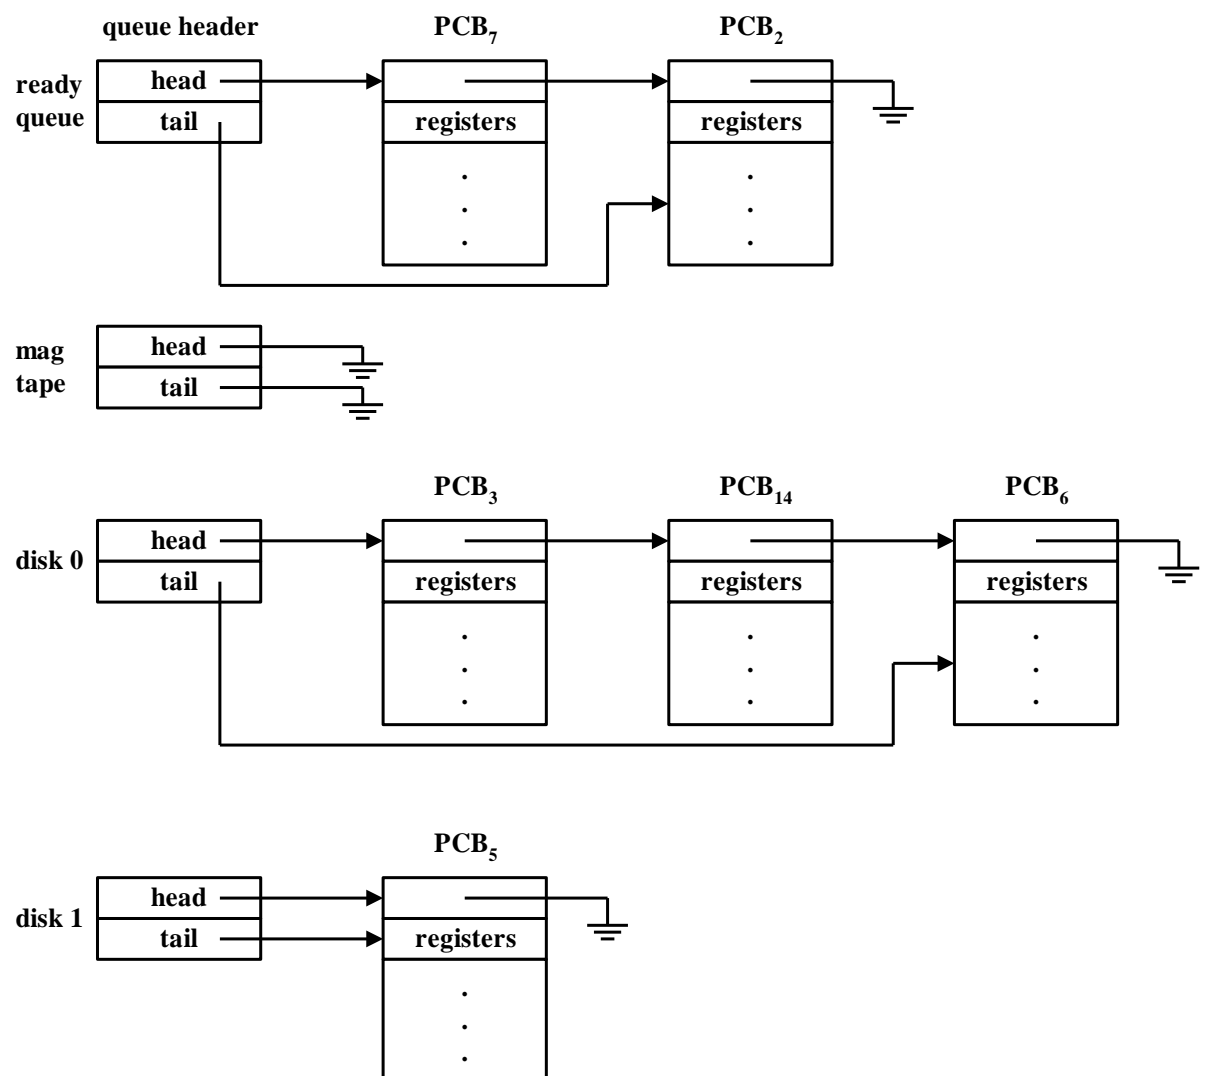 queue header PCB7 PCB2
ready queue
head
tail
registers
registers
mag tape
head
tail
PCB3 PCB14 PCB6
disk 0
head
tail
registers
registers
registers
PCB5
disk 1
head
tail
registers